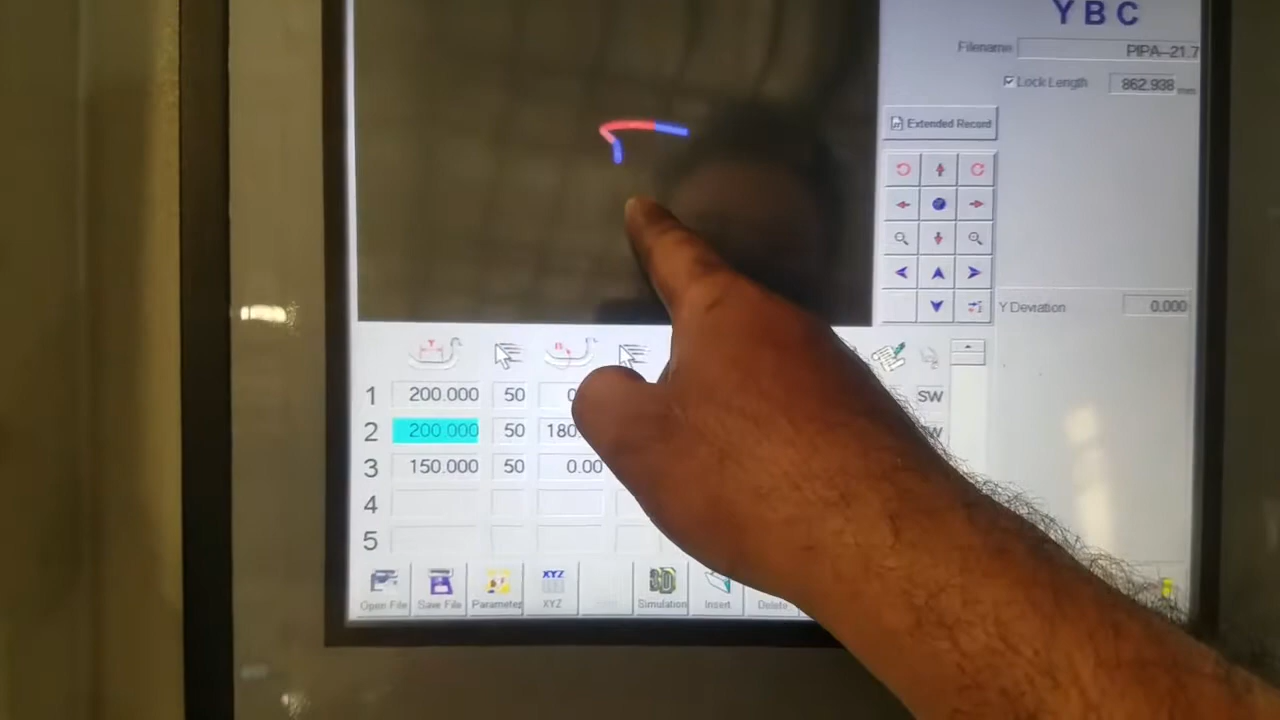 YBC
Filename PIPA-21.7
Lock Length 862.938 mm
Extended Record
Y Deviation 0.000
Y B
1 200.000 50 SW
2 200.000 50 180.
3 150.000 50 0.00
4
5
XYZ 3D
Open File Save File Parameter XYZ Simulation Insert Delete